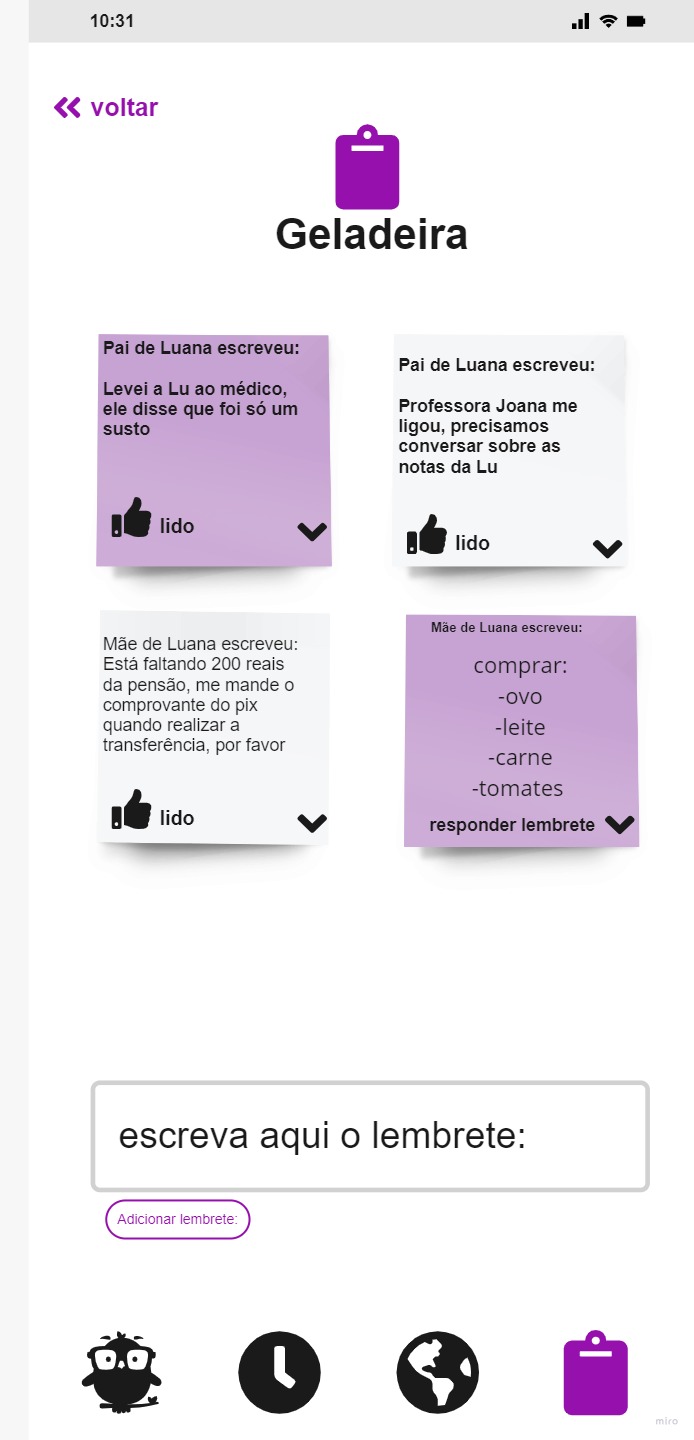 10:31
voltar
Geladeira
Pai de Luana escreveu:
Levei a Lu ao médico,
ele disse que foi só um
susto
lido
Pai de Luana escreveu:
Professora Joana me
ligou, precisamos
conversar sobre as
notas da Lu
lido
Mãe de Luana escreveu:
Está faltando 200 reais
da pensão, me mande o
comprovante do pix
quando realizar a
transferência, por favor
lido
Mãe de Luana escreveu:
comprar:
-ovo
-leite
-carne
-tomates
responder lembrete
escreva aqui o lembrete:
Adicionar lembrete:
miro